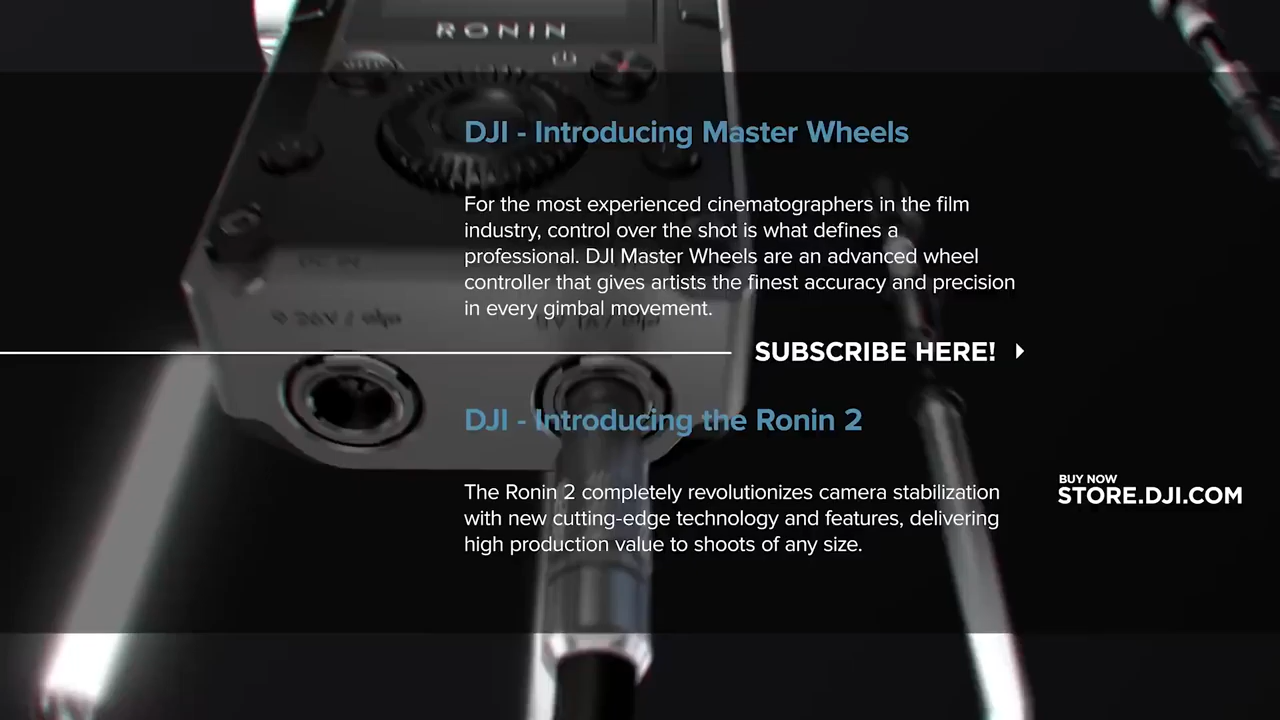 RONIN
DJI - Introducing Master Wheels
For the most experienced cinematographers in the film
industry, control over the shot is what defines a
professional. DJI Master Wheels are an advanced wheel
controller that gives artists the finest accuracy and precision
in every gimbal movement.
SUBSCRIBE HERE!
DJI - Introducing the Ronin 2
The Ronin 2 completely revolutionizes camera stabilization
with new cutting-edge technology and features, delivering
high production value to shoots of any size.
BUY NOW
STORE.DJI.COM